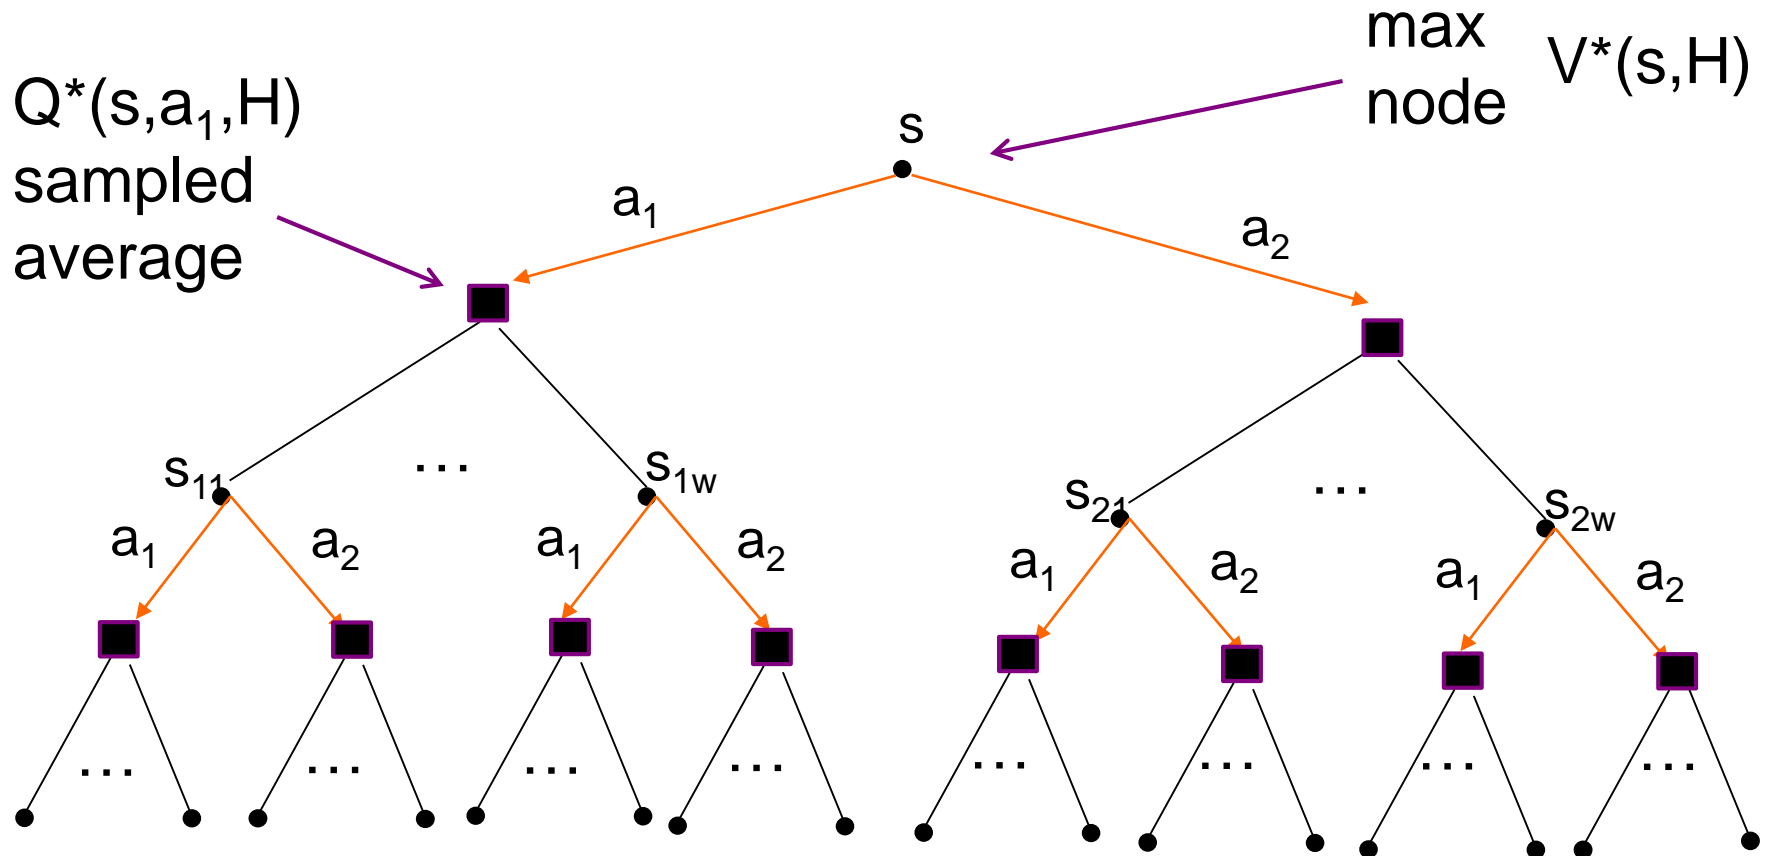 max
node
V*(s,H)
Q*(s,a₁,H)
sampled
average
s
a₁
a₂
s₁₁
...
s₁w
s₂₁
...
s₂w
a₁
a₂
a₁
a₂
a₁
a₂
a₁
a₂
...
...
...
...
...
...
...
...